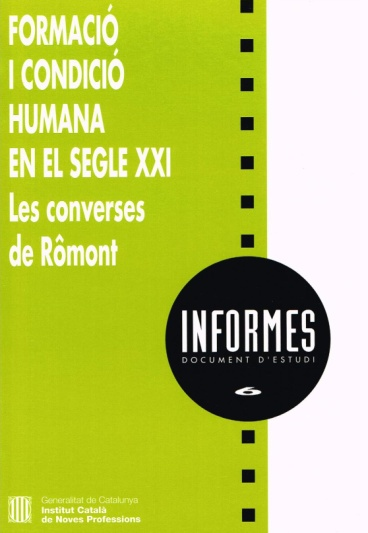 FORMACIÓ
I CONDICIÓ
HUMANA
EN EL SEGLE XXI
Les converses
de Rômont
INFORMES
DOCUMENT D'ESTUDI
6
Generalitat de Catalunya
Institut Català
de Noves Professions